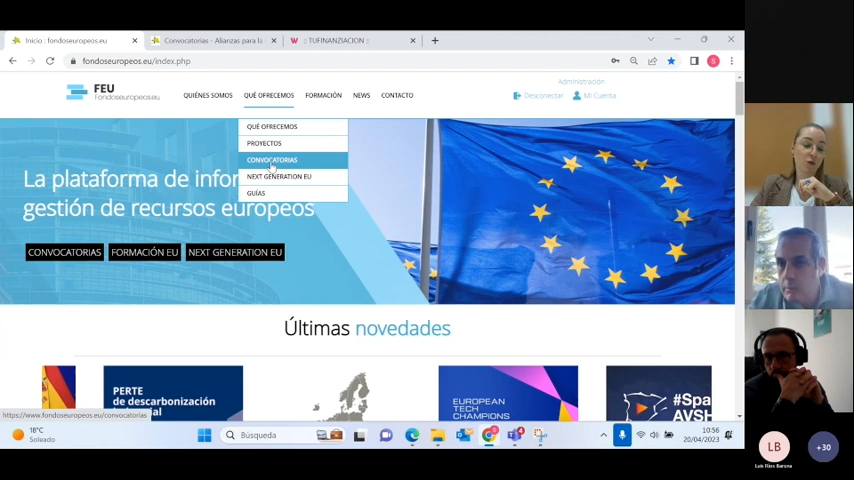 Inicio : fondoseuropeos.eu
Convocatorias - Alianzas para la
:: TUFINANZIACION ::
fondoseuropeos.eu/index.php
S
FEU
fondoseuropeos.eu
QUIÉNES SOMOS
QUÉ OFRECEMOS
FORMACIÓN
NEWS
CONTACTO
Administración
Desconectar
Mi Cuenta
QUÉ OFRECEMOS
PROYECTOS
CONVOCATORIAS
NEXT GENERATION EU
GUÍAS
La plataforma de infor
gestión de recursos europeos
CONVOCATORIAS
FORMACIÓN EU
NEXT GENERATION EU
Últimas novedades
PERTE
de descarbonización
EUROPEAN
TECH
CHAMPIONS
#Spa
AVSH
https://www.fondoseuropeos.eu/convocatorias
18°C
Soleado
Búsqueda
10:56
20/04/2023
LB
+30
Luis Ríos Barona